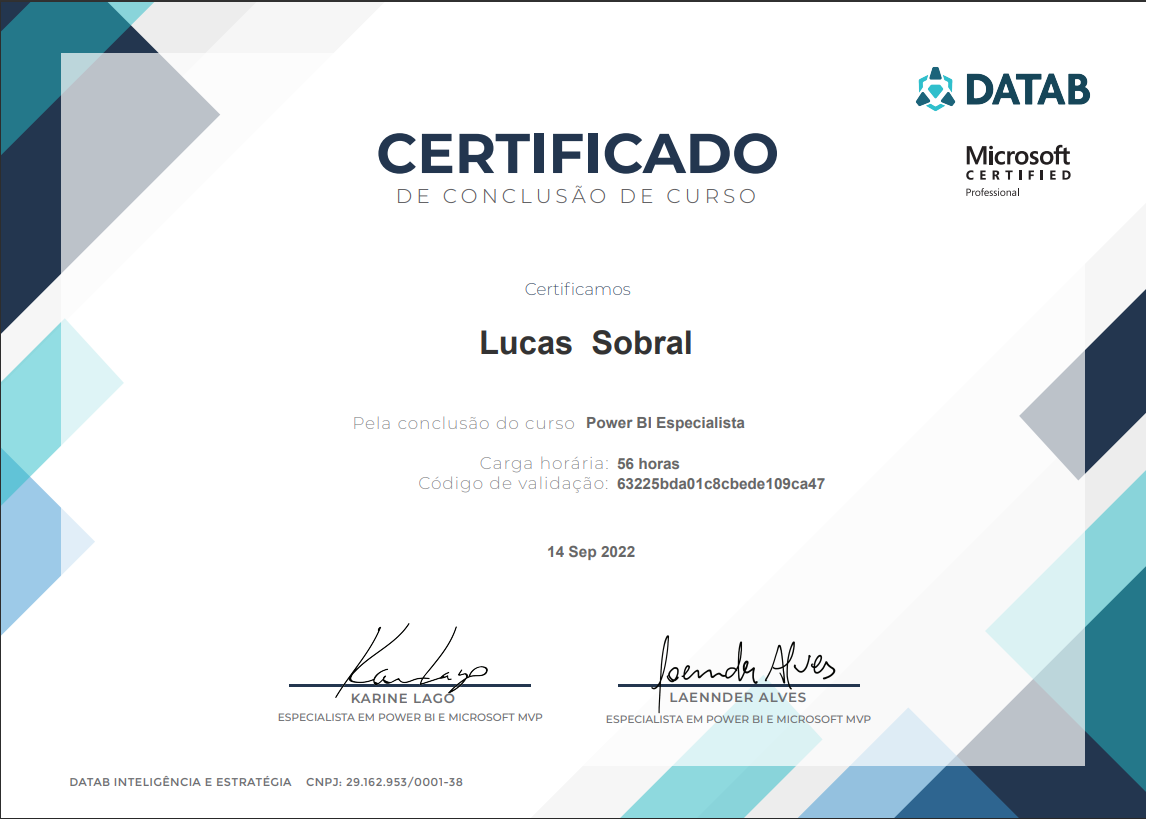 DATAB
Microsoft
CERTIFIED
Professional
CERTIFICADO
DE CONCLUSÃO DE CURSO
Certificamos
Lucas Sobral
Pela conclusão do curso Power BI Especialista
Carga horária: 56 horas
Código de validação: 63225bda01c8cbede109ca47
14 Sep 2022
Karine Lago
KARINE LAGO
ESPECIALISTA EM POWER BI E MICROSOFT MVP
Laennder Alves
LAENNDER ALVES
ESPECIALISTA EM POWER BI E MICROSOFT MVP
DATAB INTELIGÊNCIA E ESTRATÉGIA CNPJ: 29.162.953/0001-38